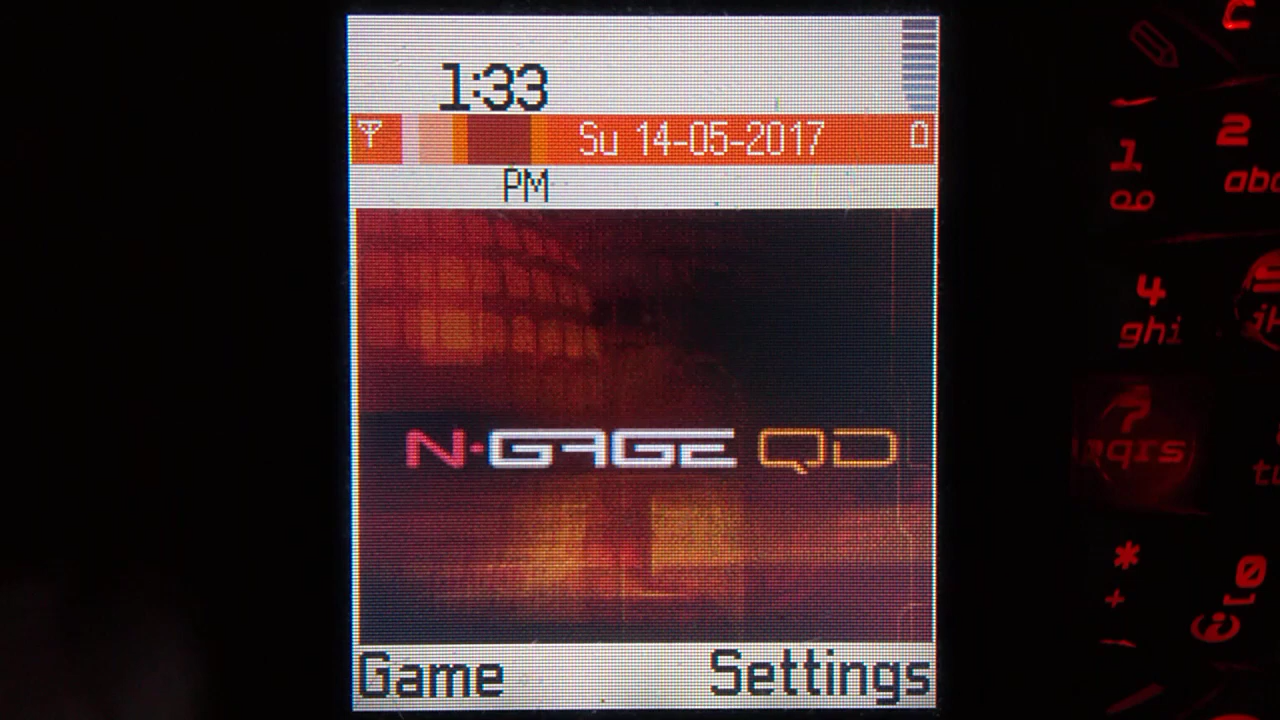 1:33
Su 14-05-2017
PM
N-GAGE QD
Game
Settings
C
1
2
abc
4
ghi
7
pqrs
*
+
0